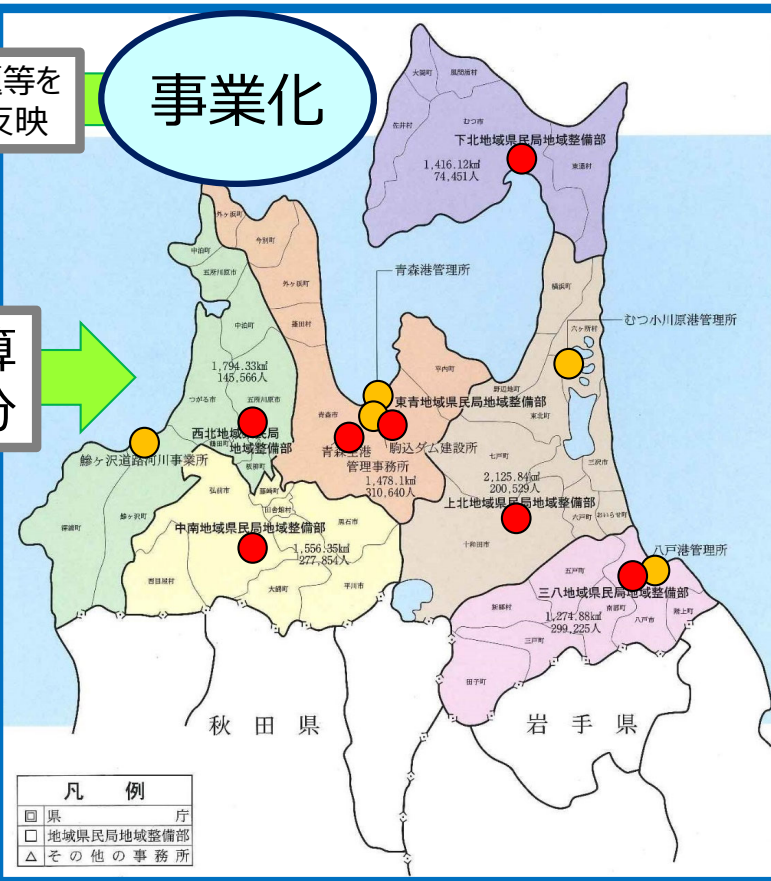 等を
反映
事業化
算
分
大間町
風間浦村
佐井村
むつ市
下北地域県民局地域整備部
1,416.12k㎡
74,451人
東通村
外ヶ浜町
今別町
中泊町
五所川原市
外ヶ浜町
青森港管理所
横浜町
中泊町
蓬田村
六ヶ所村
むつ小川原港管理所
1,794.33k㎡
145,566人
平内町
野辺地町
つがる市
五所川原市
東青地域県民局地域整備部
東北町
青森市
西北地域県民局
地域整備部
青森空港
管理事務所
駒込ダム建設所
鰺ヶ沢道路河川事業所
鶴田町
板柳町
七戸町
三沢市
1,478.1k㎡
310,640人
2,125.84k㎡
200,529人
弘前市
藤崎町
田舎館村
黒石市
上北地域県民局地域整備部
六戸町
おいらせ町
深浦町
鰺ヶ沢町
中南地域県民局地域整備部
十和田市
1,556.35k㎡
277,854人
八戸港管理所
五戸町
西目屋村
大鰐町
平川市
三八地域県民局地域整備部
新郷村
南部町
階上町
1,274.88k㎡
299,225人
八戸市
三戸町
田子町
秋田県
岩手県
凡例
回 県庁
□ 地域県民局地域整備部
△ その他の事務所